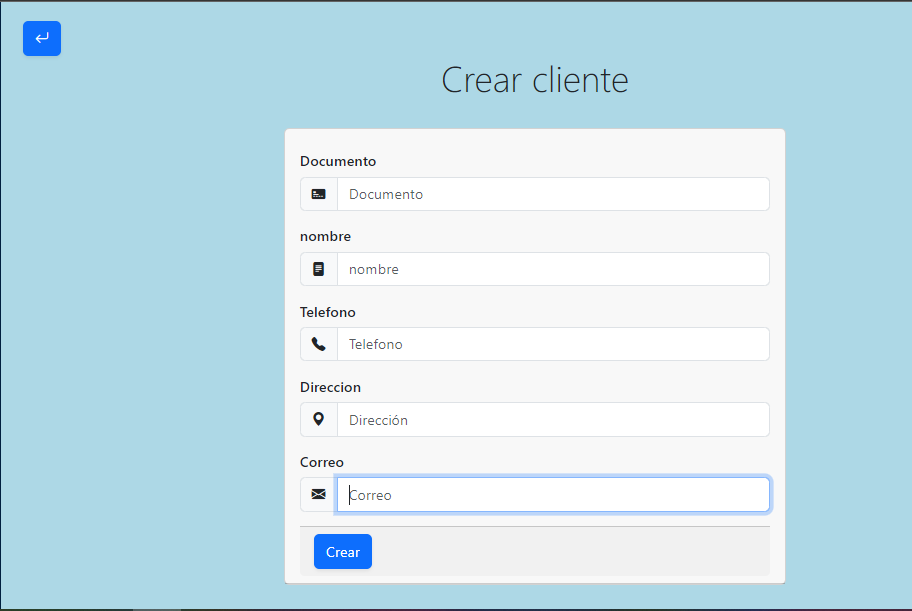 Crear cliente
Documento
Documento
nombre
nombre
Telefono
Telefono
Direccion
Dirección
Correo
Correo
Crear